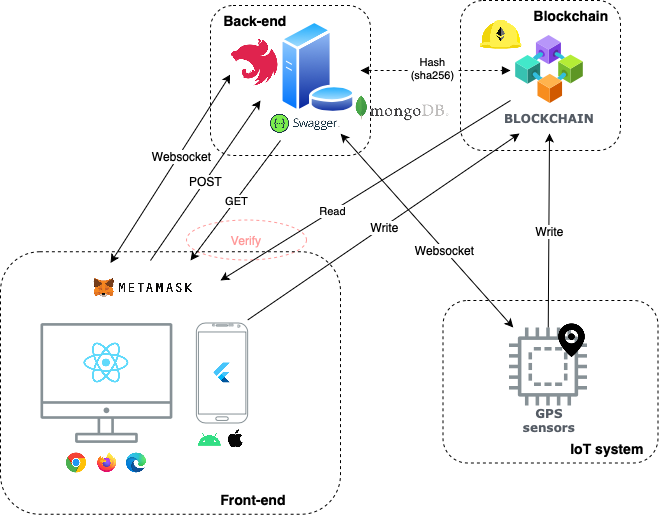 Back-end
Blockchain
Hash
(sha256)
mongoDB.
Swagger.
BLOCKCHAIN
Websocket
POST
GET
Read
Write
Verify
Websocket
Write
METAMASK
GPS
sensors
IoT system
Front-end